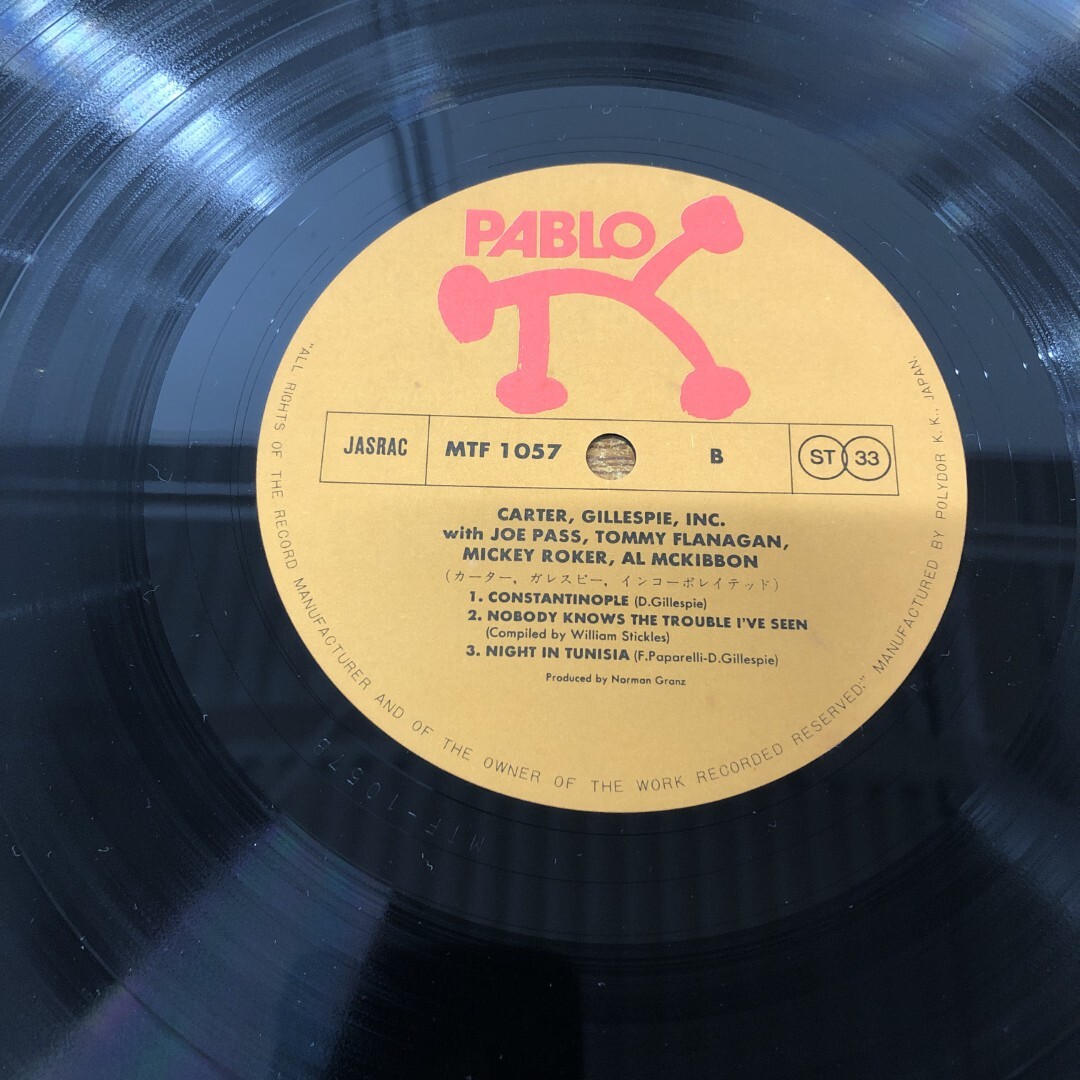 PABLO
JASRAC
MTF 1057
B
ST 33
CARTER, GILLESPIE, INC.
with JOE PASS, TOMMY FLANAGAN,
MICKEY ROKER, AL MCKIBBON
(カーター, ガレスピー, インコーポレイテッド)
1. CONSTANTINOPLE (D.Gillespie)
2. NOBODY KNOWS THE TROUBLE I'VE SEEN
(Compiled by William Stickles)
3. NIGHT IN TUNISIA (F.Paparelli-D.Gillespie)
Produced by Norman Granz
"ALL RIGHTS OF THE RECORD MANUFACTURER AND OF THE OWNER OF THE WORK RECORDED RESERVED." MANUFACTURED BY POLYDOR K.K., JAPAN.
MTF-1057 B